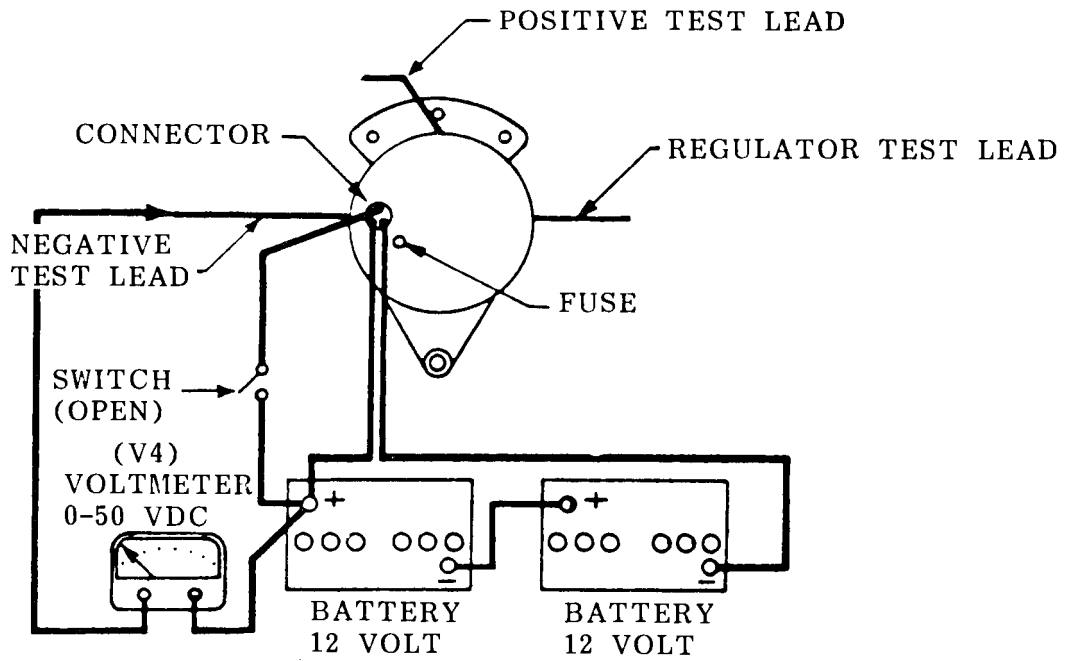 POSITIVE TEST LEAD
CONNECTOR
REGULATOR TEST LEAD
NEGATIVE
TEST LEAD
FUSE
SWITCH
(OPEN)
(V4)
VOLTMETER
0-50 VDC
+
+
-
-
BATTERY
12 VOLT
BATTERY
12 VOLT